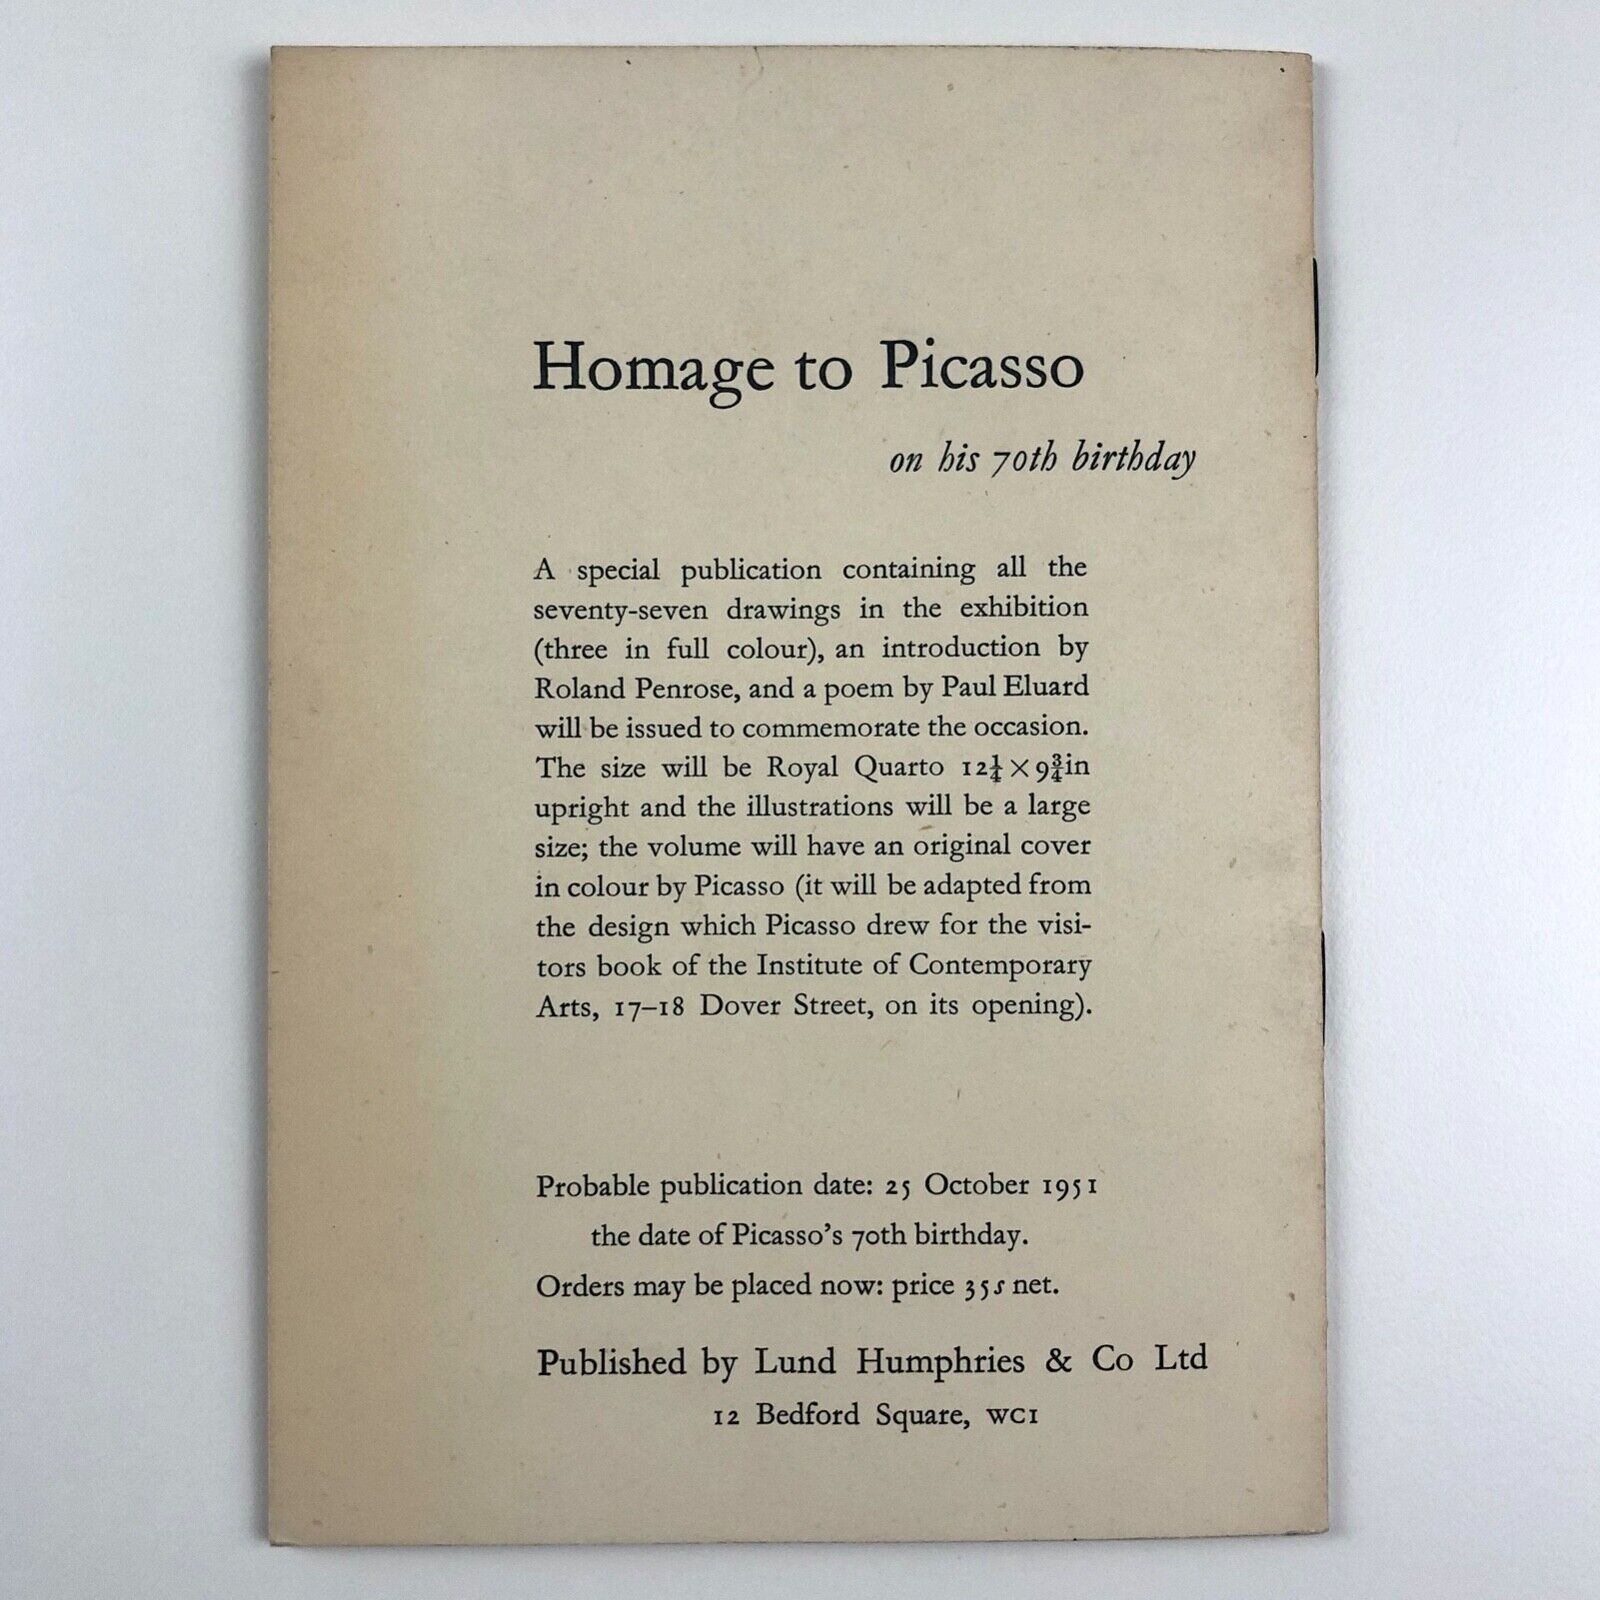 Homage to Picasso
on his 70th birthday
A special publication containing all the
seventy-seven drawings in the exhibition
(three in full colour), an introduction by
Roland Penrose, and a poem by Paul Eluard
will be issued to commemorate the occasion.
The size will be Royal Quarto 12¼ × 9¾in
upright and the illustrations will be a large
size; the volume will have an original cover
in colour by Picasso (it will be adapted from
the design which Picasso drew for the visi-
tors book of the Institute of Contemporary
Arts, 17–18 Dover Street, on its opening).
Probable publication date: 25 October 1951
the date of Picasso’s 70th birthday.
Orders may be placed now: price 35s net.
Published by Lund Humphries & Co Ltd
12 Bedford Square, WC1